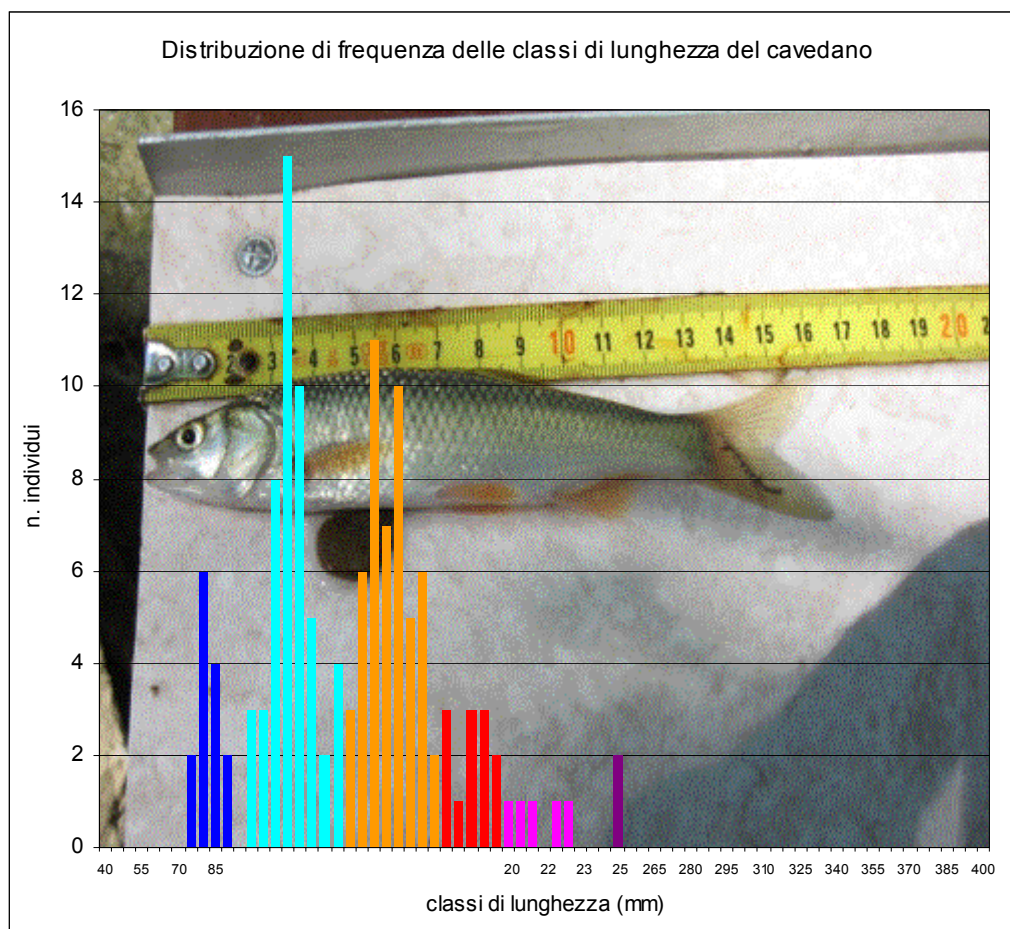 Distribuzione di frequenza delle classi di lunghezza del cavedano
16
14
12
10
8
6
4
2
0
n. individui
2 3 4 5 6 7 8 9 10 11 12 13 14 15 16 17 18 19 20
40 55 70 85 20 22 23 25 265 280 290 310 325 340 355 370 385 400
classi di lunghezza (mm)